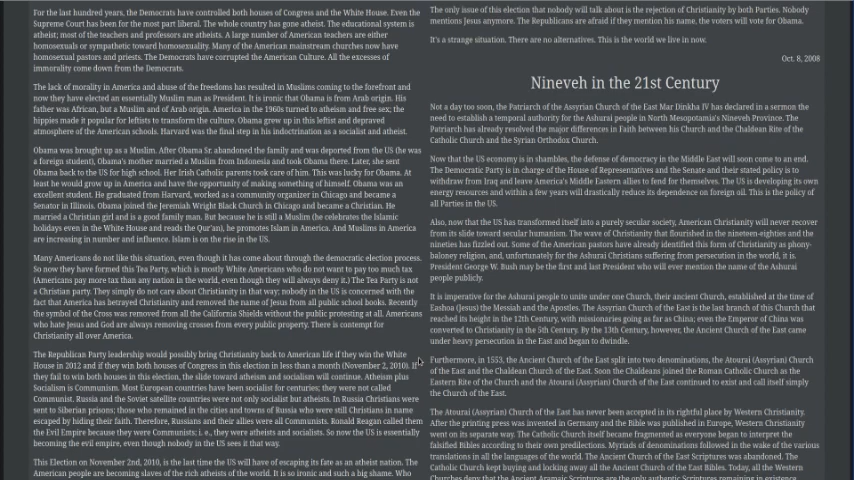 For the last hundred years, the Democrats have controlled both houses of Congress and the White House. Even the
Supreme Court has been for the most part liberal. The whole country has gone atheist. The educational system is
atheist; most of the teachers and professors are atheists. A large number of American teachers are either
homosexuals or sympathetic toward homosexuality. Many of the American mainstream churches now have
homosexual pastors and priests. The Democrats have corrupted the American Culture. All the excesses of
immorality come down from the Democrats.
The lack of morality in America and abuse of the freedoms has resulted in Muslims coming to the forefront and
now they have elected an essentially Muslim man as President. It is ironic that Obama is from Arab origin. His
father was African, but a Muslim and of Arab origin. America in the 1960s turned to atheism and free sex; the
hippies made it popular for leftists to transform the culture. Obama grew up in this leftist and depraved
atmosphere of the American schools. Harvard was the final step in his indoctrination as a socialist and atheist.
Obama was brought up as a Muslim. After Obama Sr. abandoned the family and was deported from the US (he was
a foreign student), Obama's mother married a Muslim from Indonesia and took Obama there. Later, she sent
Obama back to the US for high school. Her Irish Catholic parents took care of him. This was lucky for Obama. At
least he would grow up in America and have the opportunity of making something of himself. Obama was an
excellent student. He graduated from Harvard, worked as a community organizer in Chicago and became a
Senator in Illinois. Obama joined the Jeremiah Wright Black Church in Chicago and became a Christian. He
married a Christian girl and is a good family man. But because he is still a Muslim (he celebrates the Islamic
holidays even in the White House and reads the Qur'an), he promotes Islam in America. And Muslims in America
are increasing in number and influence. Islam is on the rise in the US.
Many Americans do not like this situation, even though it has come about through the democratic election process.
So now they have formed this Tea Party, which is mostly White Americans who do not want to pay too much tax
(Americans pay more tax than any nation in the world, even though they will always deny it.) The Tea Party is not
a Christian party. They simply do not care about Christianity in that way; nobody in the US is concerned with the
fact that America has betrayed Christianity and removed the name of Jesus from all public school books. Recently
the symbol of the Cross was removed from all the California Shields without the public protesting at all. Americans
who hate Jesus and God are always removing crosses from every public property. There is contempt for
Christianity all over America.
The Republican Party leadership would possibly bring Christianity back to American life if they win the White
House in 2012 and if they win both houses of Congress in this election in less than a month (November 2, 2010). If
they fail to win both houses in this election, the slide toward atheism and socialism will continue. Atheism plus
Socialism is Communism. Most European countries have been socialist for centuries; they were not called
Communist. Russia and the Soviet satellite countries were not only socialist but atheists. In Russia Christians were
sent to Siberian prisons; those who remained in the cities and towns of Russia who were still Christians in name
escaped by hiding their faith. Therefore, Russians and their allies were all Communists. Ronald Reagan called them
the Evil Empire because they were Communists; i. e., they were atheists and socialists. So now the US is essentially
becoming the evil empire, even though nobody in the US sees it that way.
This Election on November 2nd, 2010, is the last time the US will have of escaping its fate as an atheist nation. The
American people are becoming slaves of the rich atheists of the world. It is so ironic and such a big shame. Who
The only issue of this election that nobody will talk about is the rejection of Christianity by both Parties. Nobody
mentions Jesus anymore. The Republicans are afraid if they mention his name, the voters will vote for Obama.
It's a strange situation. There are no alternatives. This is the world we live in now.
Oct. 8, 2008
Nineveh in the 21st Century
Not a day too soon, the Patriarch of the Assyrian Church of the East Mar Dinkha IV has declared in a sermon the
need to establish a temporal authority for the Ashurai people in North Mesopotamia's Nineveh Province. The
Patriarch has already resolved the major differences in Faith between his Church and the Chaldean Rite of the
Catholic Church and the Syrian Orthodox Church.
Now that the US economy is in shambles, the defense of democracy in the Middle East will soon come to an end.
The Democratic Party is in charge of the House of Representatives and the Senate and their stated policy is to
withdraw from Iraq and leave America's Middle Eastern allies to fend for themselves. The US is developing its own
energy resources and within a few years will drastically reduce its dependence on foreign oil. This is the policy of
all Parties in the US.
Also, now that the US has transformed itself into a purely secular society, American Christianity will never recover
from its slide toward secular humanism. The wave of Christianity that flourished in the nineteen-eighties and the
nineties has fizzled out. Some of the American pastors have already identified this form of Christianity as phony-
baloney religion, and, unfortunately for the Ashurai Christians suffering from persecution in the world, it is.
President George W. Bush may be the first and last President who will ever mention the name of the Ashurai
people publicly.
It is imperative for the Ashurai people to unite under one Church, their ancient Church, established at the time of
Eashoa (Jesus) the Messiah and the Apostles. The Assyrian Church of the East is the last branch of this Church that
reached its height in the 12th Century, with missionaries going as far as China; even the Emperor of China was
converted to Christianity in the 5th Century. By the 13th Century, however, the Ancient Church of the East came
under heavy persecution in the East and began to dwindle.
Furthermore, in 1553, the Ancient Church of the East split into two denominations, the Atourai (Assyrian) Church
of the East and the Chaldean Church of the East. Soon the Chaldeans joined the Roman Catholic Church as the
Eastern Rite of the Church and the Atourai (Assyrian) Church of the East continued to exist and call itself simply
the Church of the East.
The Atourai (Assyrian) Church of the East has never been accepted in its rightful place by Western Christianity.
After the printing press was invented in Germany and the Bible was published in Europe, Western Christianity
went on its separate way. The Catholic Church itself became fragmented as everyone began to interpret the
falsified Bibles according to their own predilections. Myriads of denominations followed in the wake of the various
translations in all the languages of the world. The Ancient Church of the East Scriptures was abandoned. The
Catholic Church kept buying and locking away all the Ancient Church of the East Bibles. Today, all the Western
Churches deny that the Ancient Aramaic Scriptures are the only authentic Scriptures remaining in existence